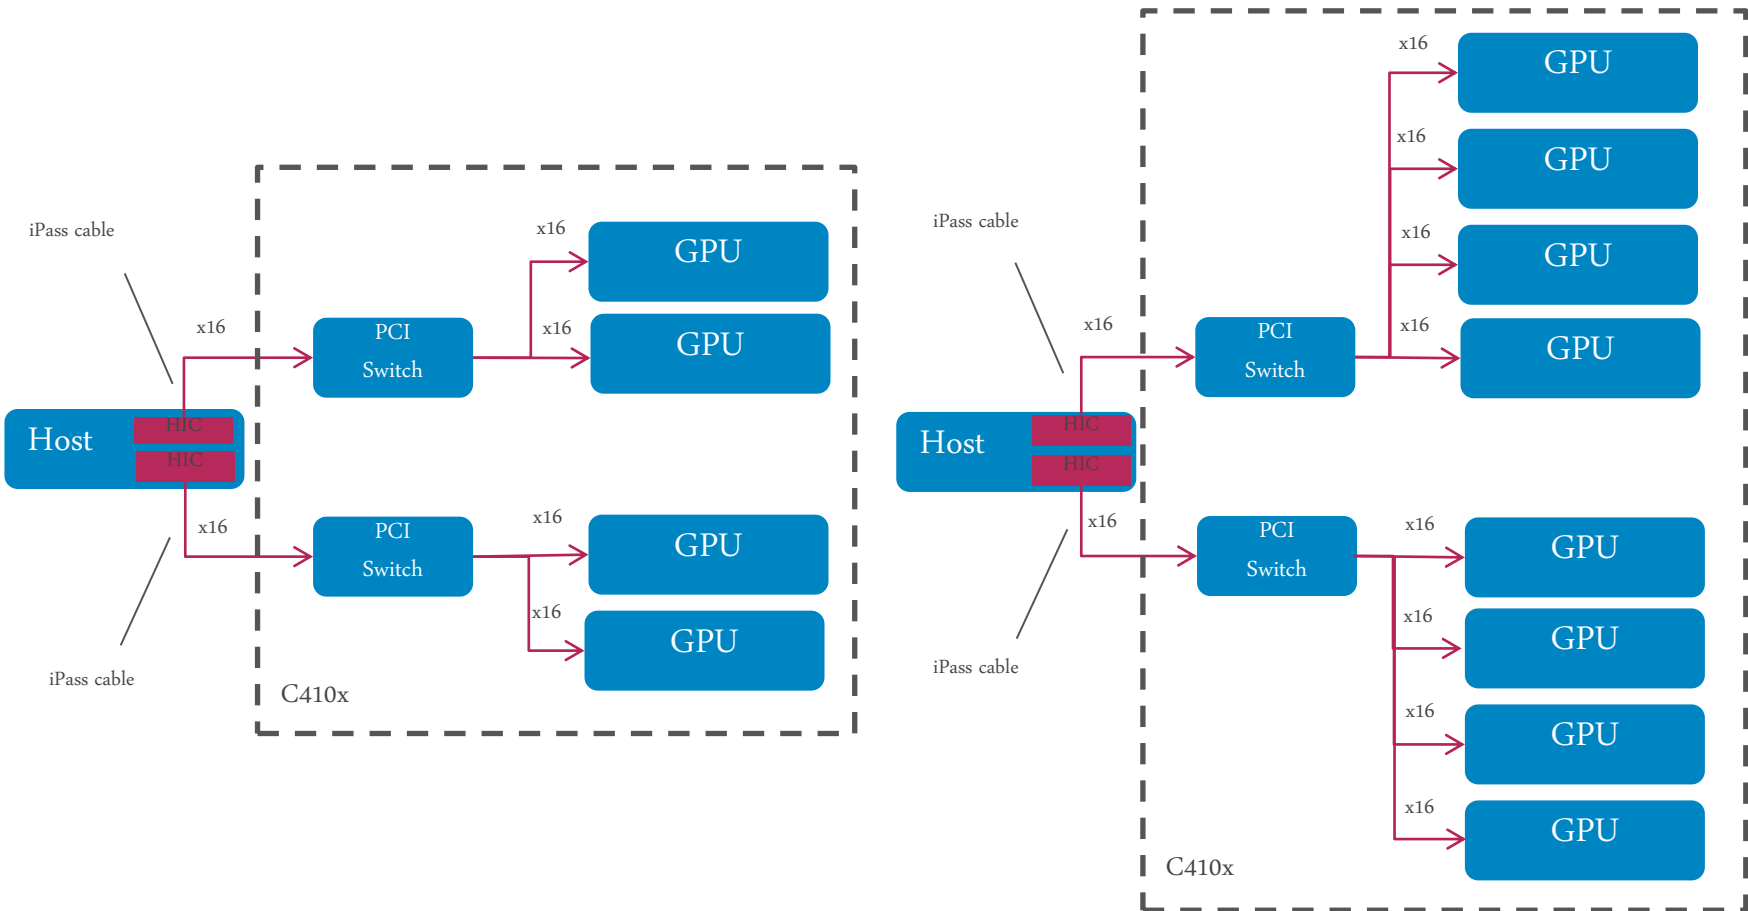 iPass cable
x16
x16
GPU
x16
GPU
PCI
Switch
Host
HIC
HIC
x16
PCI
Switch
x16
GPU
x16
GPU
iPass cable
C410x
iPass cable
x16
x16
GPU
x16
GPU
x16
GPU
x16
GPU
PCI
Switch
Host
HIC
HIC
x16
PCI
Switch
x16
GPU
x16
GPU
x16
GPU
x16
GPU
iPass cable
C410x